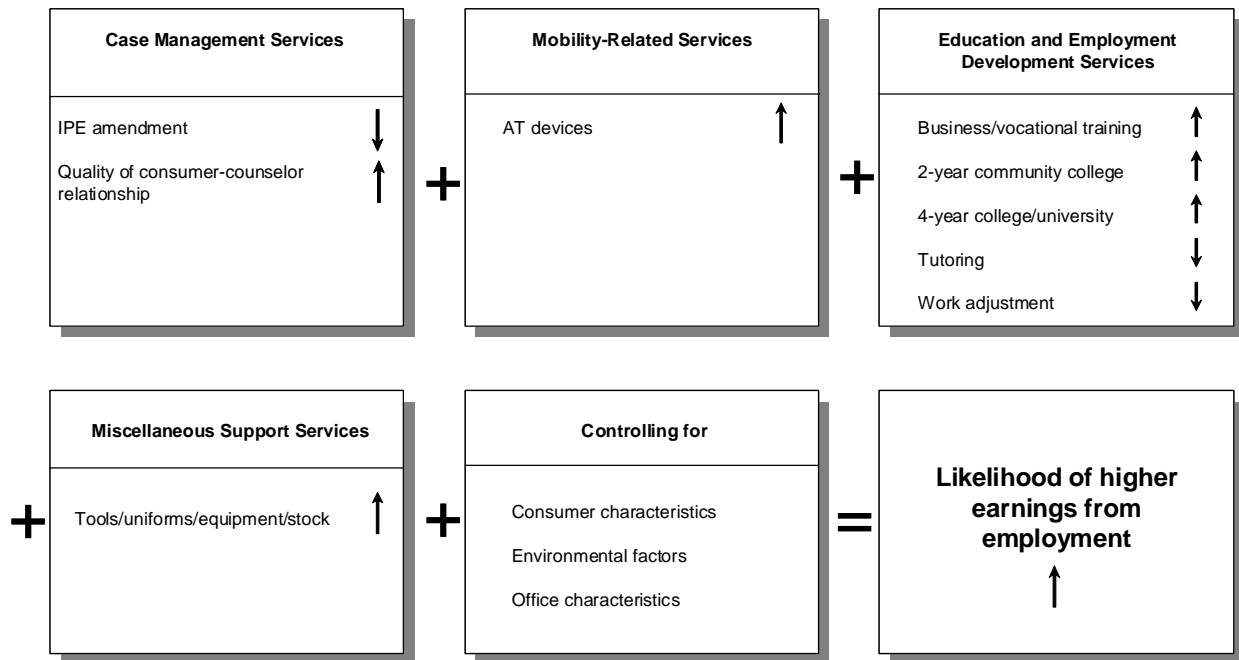 Case Management Services
IPE amendment
Quality of consumer-counselor
relationship
+
Mobility-Related Services
AT devices
+
Education and Employment
Development Services
Business/vocational training
2-year community college
4-year college/university
Tutoring
Work adjustment
+
Miscellaneous Support Services
Tools/uniforms/equipment/stock
+
Controlling for
Consumer characteristics
Environmental factors
Office characteristics
=
Likelihood of higher
earnings from
employment